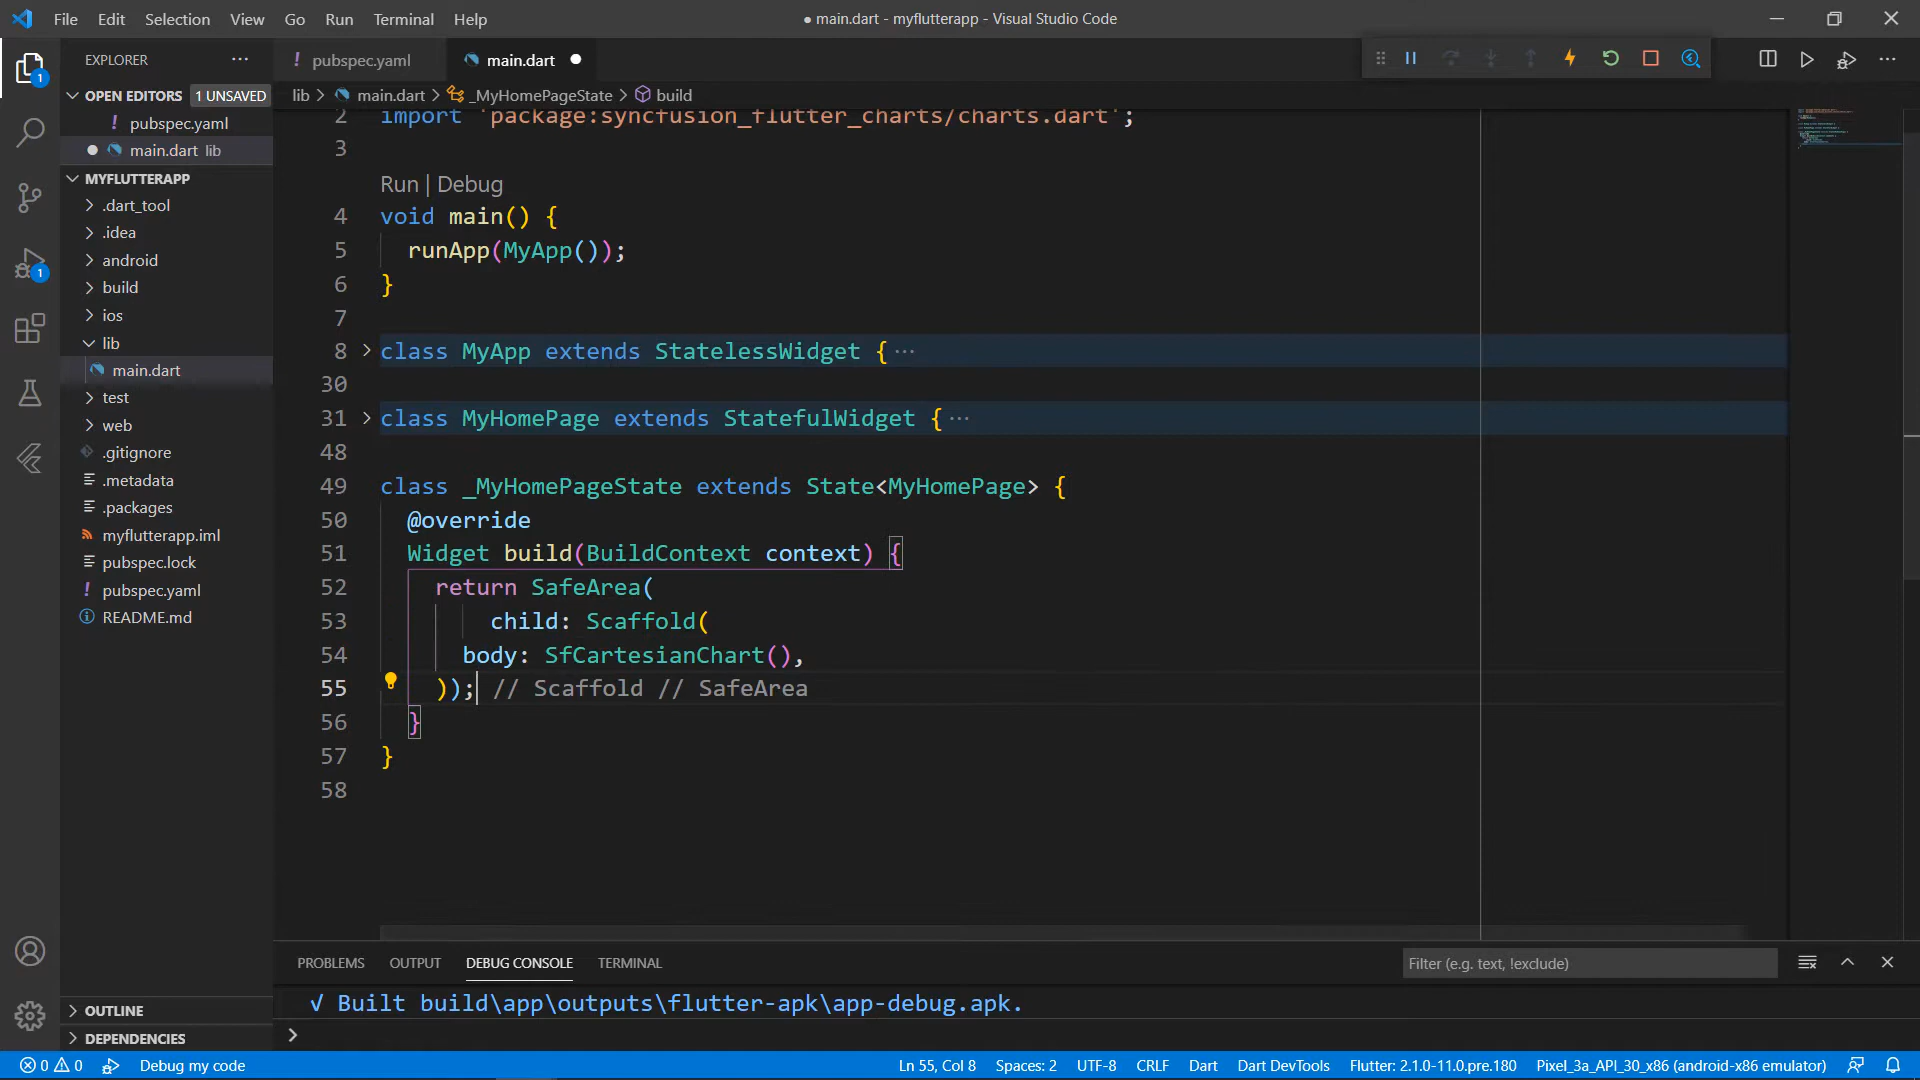 File Edit Selection View Go Run Terminal Help
● main.dart - myflutterapp - Visual Studio Code
EXPLORER
OPEN EDITORS 1 UNSAVED
! pubspec.yaml
main.dart lib
MYFLUTTERAPP
.dart_tool
.idea
android
build
ios
lib
main.dart
test
web
.gitignore
.metadata
.packages
myflutterapp.iml
pubspec.lock
! pubspec.yaml
README.md
OUTLINE
DEPENDENCIES
1
1
! pubspec.yaml main.dart
lib > main.dart > _MyHomePageState > build
2 import 'package:syncfusion_flutter_charts/charts.dart';
3
Run | Debug
4 void main() {
5 runApp(MyApp());
6 }
7
8 class MyApp extends StatelessWidget { ···
30
31 class MyHomePage extends StatefulWidget { ···
48
49 class _MyHomePageState extends State<MyHomePage> {
50 @override
51 Widget build(BuildContext context) {
52 return SafeArea(
53 child: Scaffold(
54 body: SfCartesianChart(),
55 )); // Scaffold // SafeArea
56 }
57 }
58
PROBLEMS OUTPUT DEBUG CONSOLE TERMINAL
Filter (e.g. text, !exclude)
√ Built build\app\outputs\flutter-apk\app-debug.apk.
>
0 0 Debug my code Ln 55, Col 8 Spaces: 2 UTF-8 CRLF Dart Dart DevTools Flutter: 2.1.0-11.0.pre.180 Pixel_3a_API_30_x86 (android-x86 emulator)